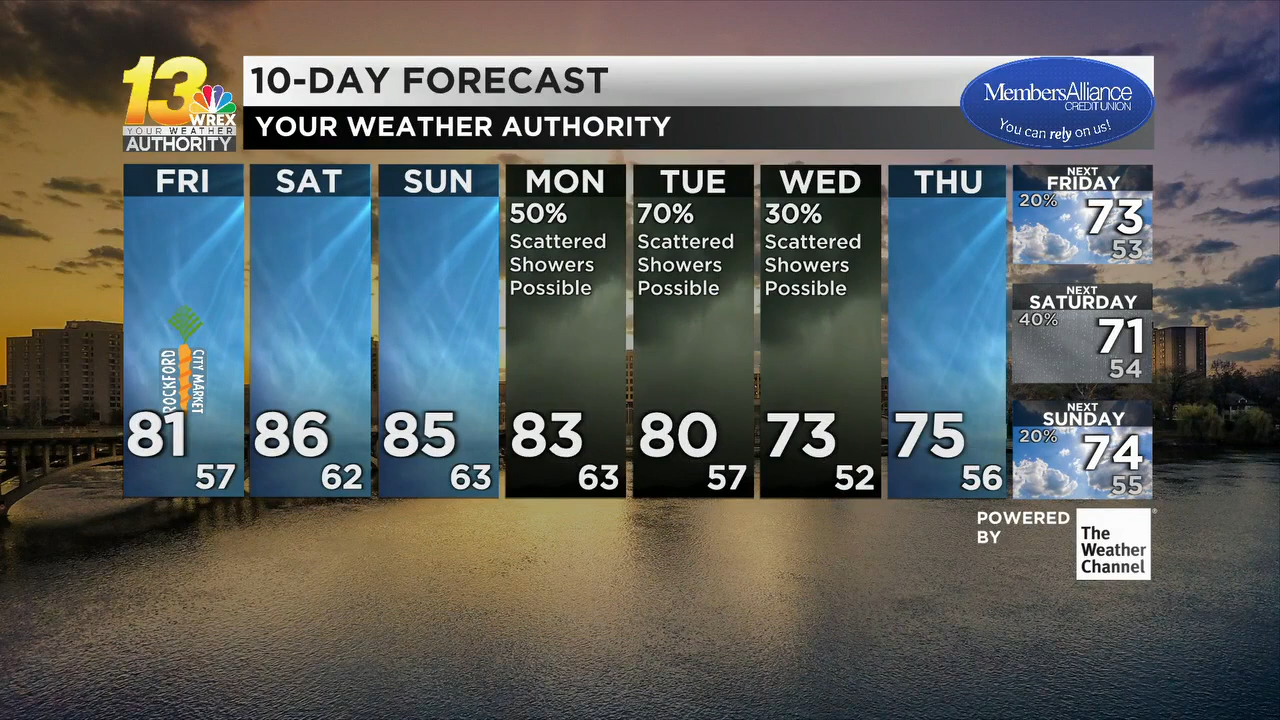 13
WREX
YOUR WEATHER
AUTHORITY
10-DAY FORECAST
YOUR WEATHER AUTHORITY
MembersAlliance
CREDIT UNION
You can rely on us!
FRI
ROCKFORD
CITY MARKET
81
57
SAT
86
62
SUN
85
63
MON
50%
Scattered
Showers
Possible
83
63
TUE
70%
Scattered
Showers
Possible
80
57
WED
30%
Scattered
Showers
Possible
73
52
THU
75
56
NEXT
FRIDAY
20%
73
53
NEXT
SATURDAY
40%
71
54
NEXT
SUNDAY
20%
74
55
POWERED
BY
The
Weather
Channel
®